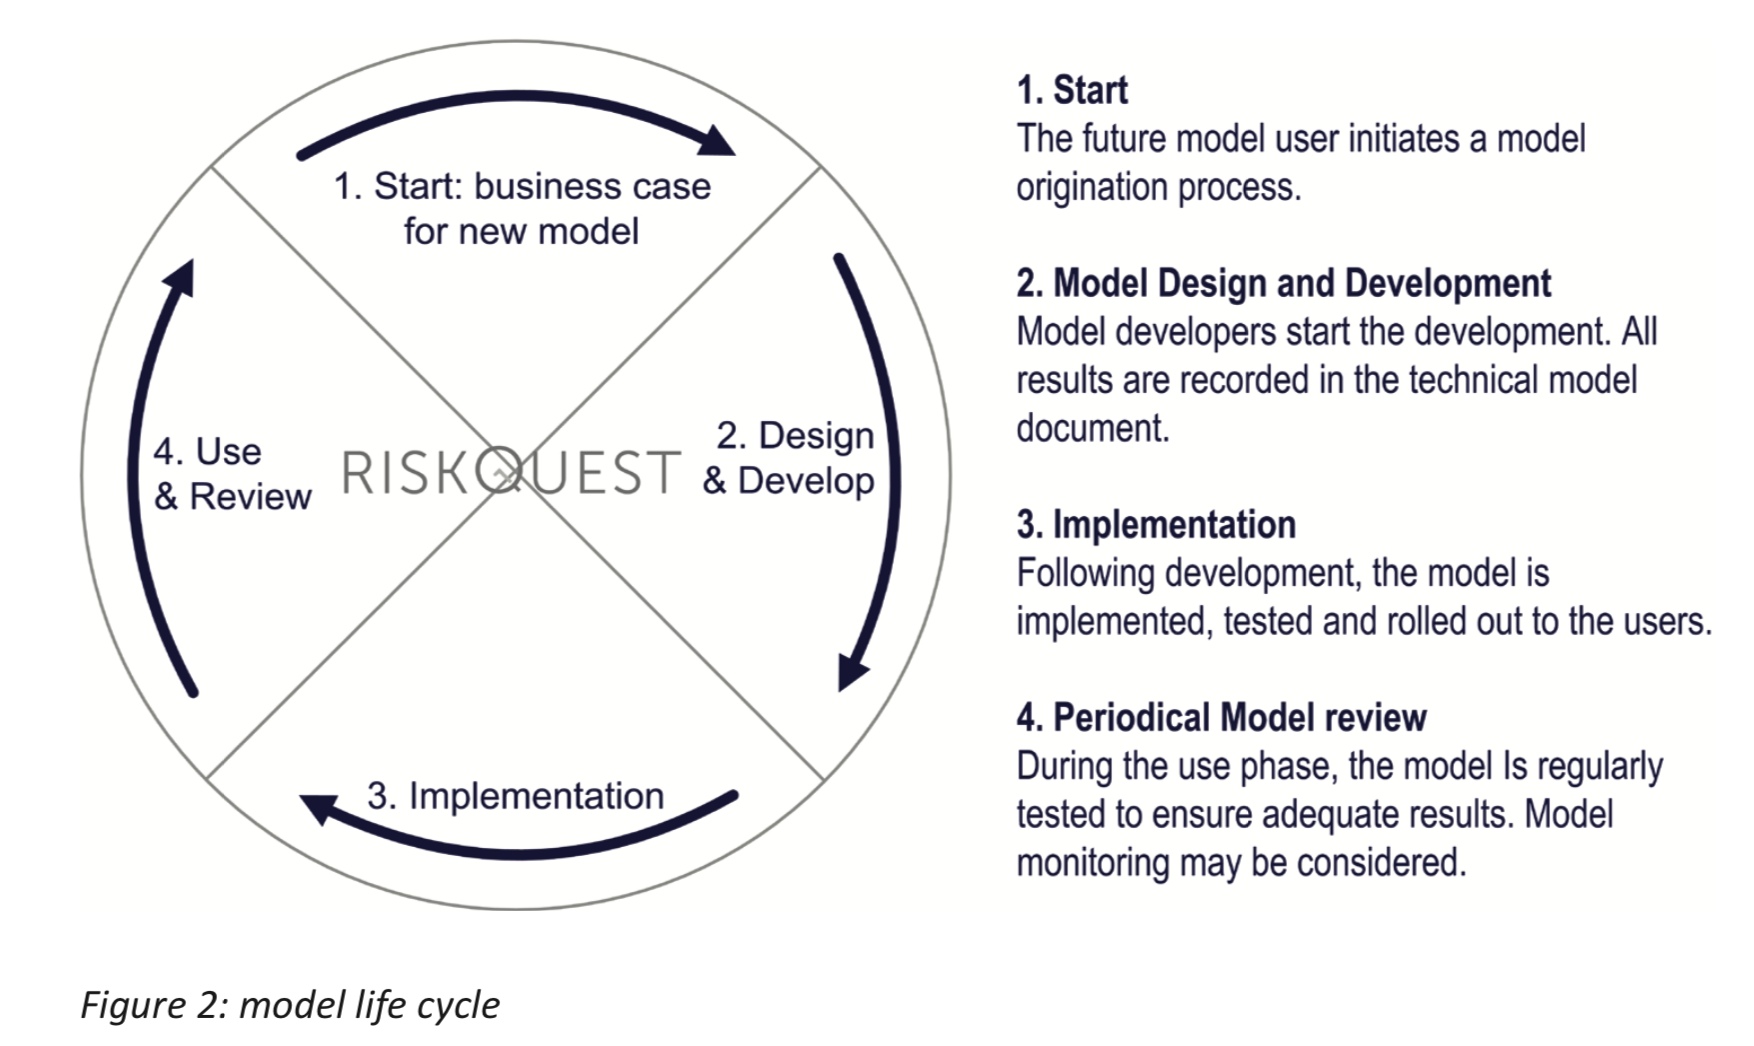 1. Start: business case
for new model
2. Design
& Develop
3. Implementation
4. Use
& Review
RISKQUEST
1. Start
The future model user initiates a model
origination process.
2. Model Design and Development
Model developers start the development. All
results are recorded in the technical model
document.
3. Implementation
Following development, the model is
implemented, tested and rolled out to the users.
4. Periodical Model review
During the use phase, the model Is regularly
tested to ensure adequate results. Model
monitoring may be considered.
Figure 2: model life cycle